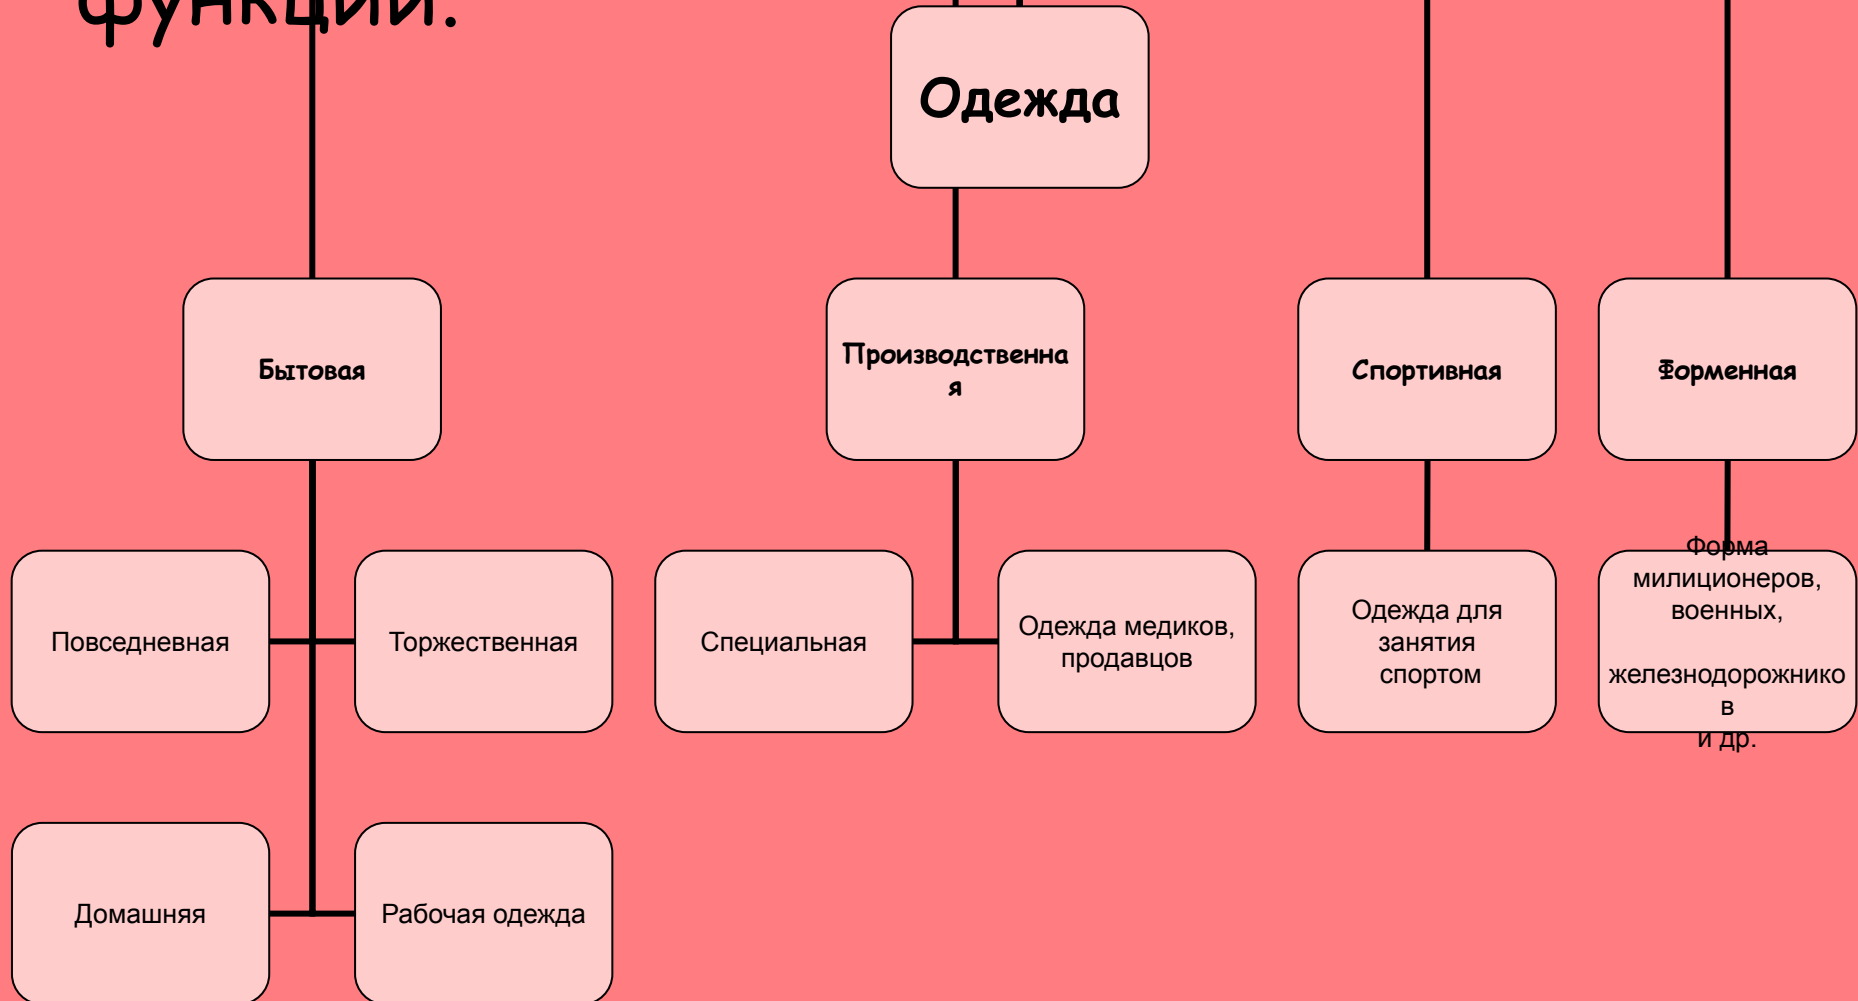 функции.
Одежда
Бытовая
Производственна
я
Спортивная
Форменная
Повседневная
Торжественная
Специальная
Одежда медиков,
продавцов
Одежда для
занятия
спортом
Форма
милиционеров,
военных,
железнодорожнико
в
и др.
Домашняя
Рабочая одежда